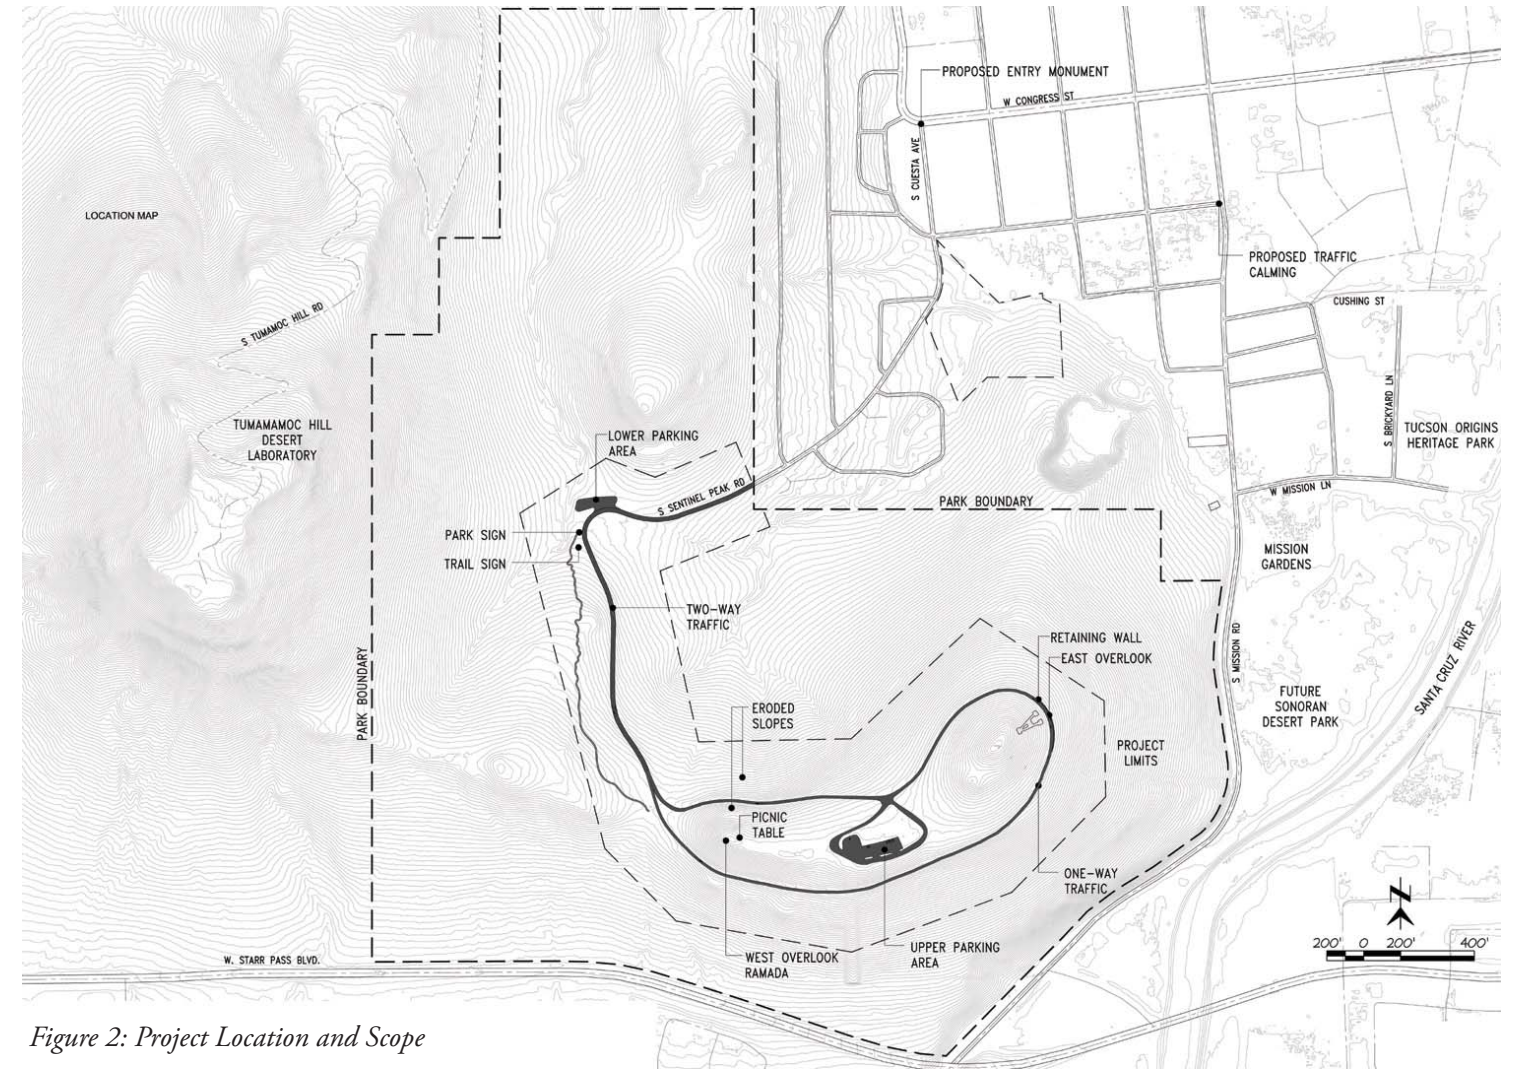 PROPOSED ENTRY MONUMENT
W CONGRESS ST
S CUESTA AVE
LOCATION MAP
PROPOSED TRAFFIC
CALMING
CUSHING ST
S TUMAMOC HILL RD
TUMAMAMOC HILL
DESERT
LABORATORY
S BRICKYARD LN
TUCSON ORIGINS
HERITAGE PARK
LOWER PARKING
AREA
S SENTINEL PEAK RD
W MISSION LN
PARK BOUNDARY
PARK SIGN
TRAIL SIGN
MISSION
GARDENS
TWO-WAY
TRAFFIC
RETAINING WALL
EAST OVERLOOK
S MISSION RD
SANTA CRUZ RIVER
PARK BOUNDARY
ERODED
SLOPES
FUTURE
SONORAN
DESERT PARK
PROJECT
LIMITS
PICNIC
TABLE
ONE-WAY
TRAFFIC
N
UPPER PARKING
AREA
WEST OVERLOOK
RAMADA
200' 0 200' 400'
W. STARR PASS BLVD.
Figure 2: Project Location and Scope